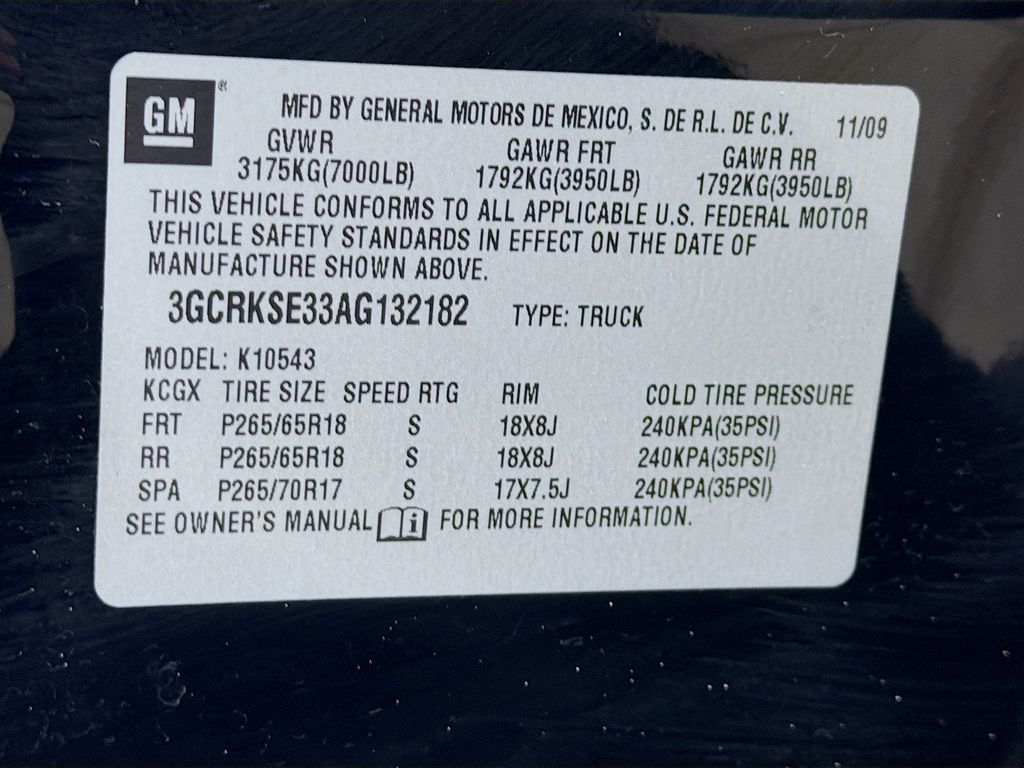 GM ®
MFD BY GENERAL MOTORS DE MEXICO, S. DE R.L. DE C.V. 11/09
GVWR GAWR FRT GAWR RR
3175KG(7000LB) 1792KG(3950LB) 1792KG(3950LB)
THIS VEHICLE CONFORMS TO ALL APPLICABLE U.S. FEDERAL MOTOR
VEHICLE SAFETY STANDARDS IN EFFECT ON THE DATE OF
MANUFACTURE SHOWN ABOVE.
3GCRKSE33AG132182 TYPE: TRUCK
MODEL: K10543
KCGX TIRE SIZE SPEED RTG RIM COLD TIRE PRESSURE
FRT P265/65R18 S 18X8J 240KPA(35PSI)
RR P265/65R18 S 18X8J 240KPA(35PSI)
SPA P265/70R17 S 17X7.5J 240KPA(35PSI)
SEE OWNER'S MANUAL i FOR MORE INFORMATION.